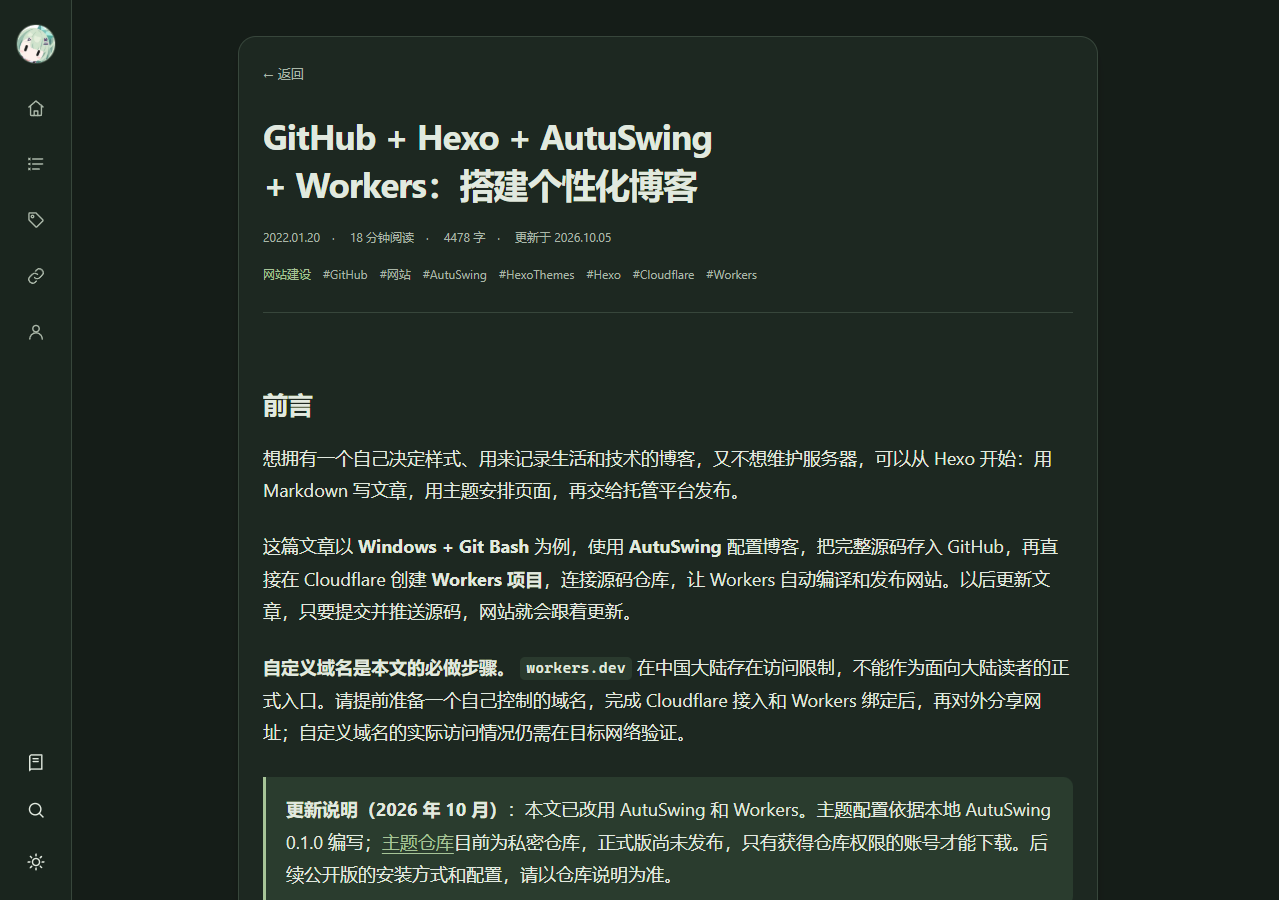 ← 返回
GitHub + Hexo + AutuSwing
+ Workers：搭建个性化博客
2022.01.20 · 18 分钟阅读 · 4478 字 · 更新于 2026.10.05
网站建设 #GitHub #网站 #AutuSwing #HexoThemes #Hexo #Cloudflare #Workers
前言
想拥有一个自己决定样式、用来记录生活和技术的博客，又不想维护服务器，可以从 Hexo 开始：用
Markdown 写文章，用主题安排页面，再交给托管平台发布。
这篇文章以 Windows + Git Bash 为例，使用 AutuSwing 配置博客，把完整源码存入 GitHub，再直
接在 Cloudflare 创建 Workers 项目，连接源码仓库，让 Workers 自动编译和发布网站。以后更新文
章，只要提交并推送源码，网站就会跟着更新。
自定义域名是本文的必做步骤。 workers.dev 在中国大陆存在访问限制，不能作为面向大陆读者的正
式入口。请提前准备一个自己控制的域名，完成 Cloudflare 接入和 Workers 绑定后，再对外分享网
址；自定义域名的实际访问情况仍需在目标网络验证。
更新说明（2026 年 10 月）：本文已改用 AutuSwing 和 Workers。主题配置依据本地 AutuSwing
0.1.0 编写；主题仓库目前为私密仓库，正式版尚未发布，只有获得仓库权限的账号才能下载。后
续公开版的安装方式和配置，请以仓库说明为准。